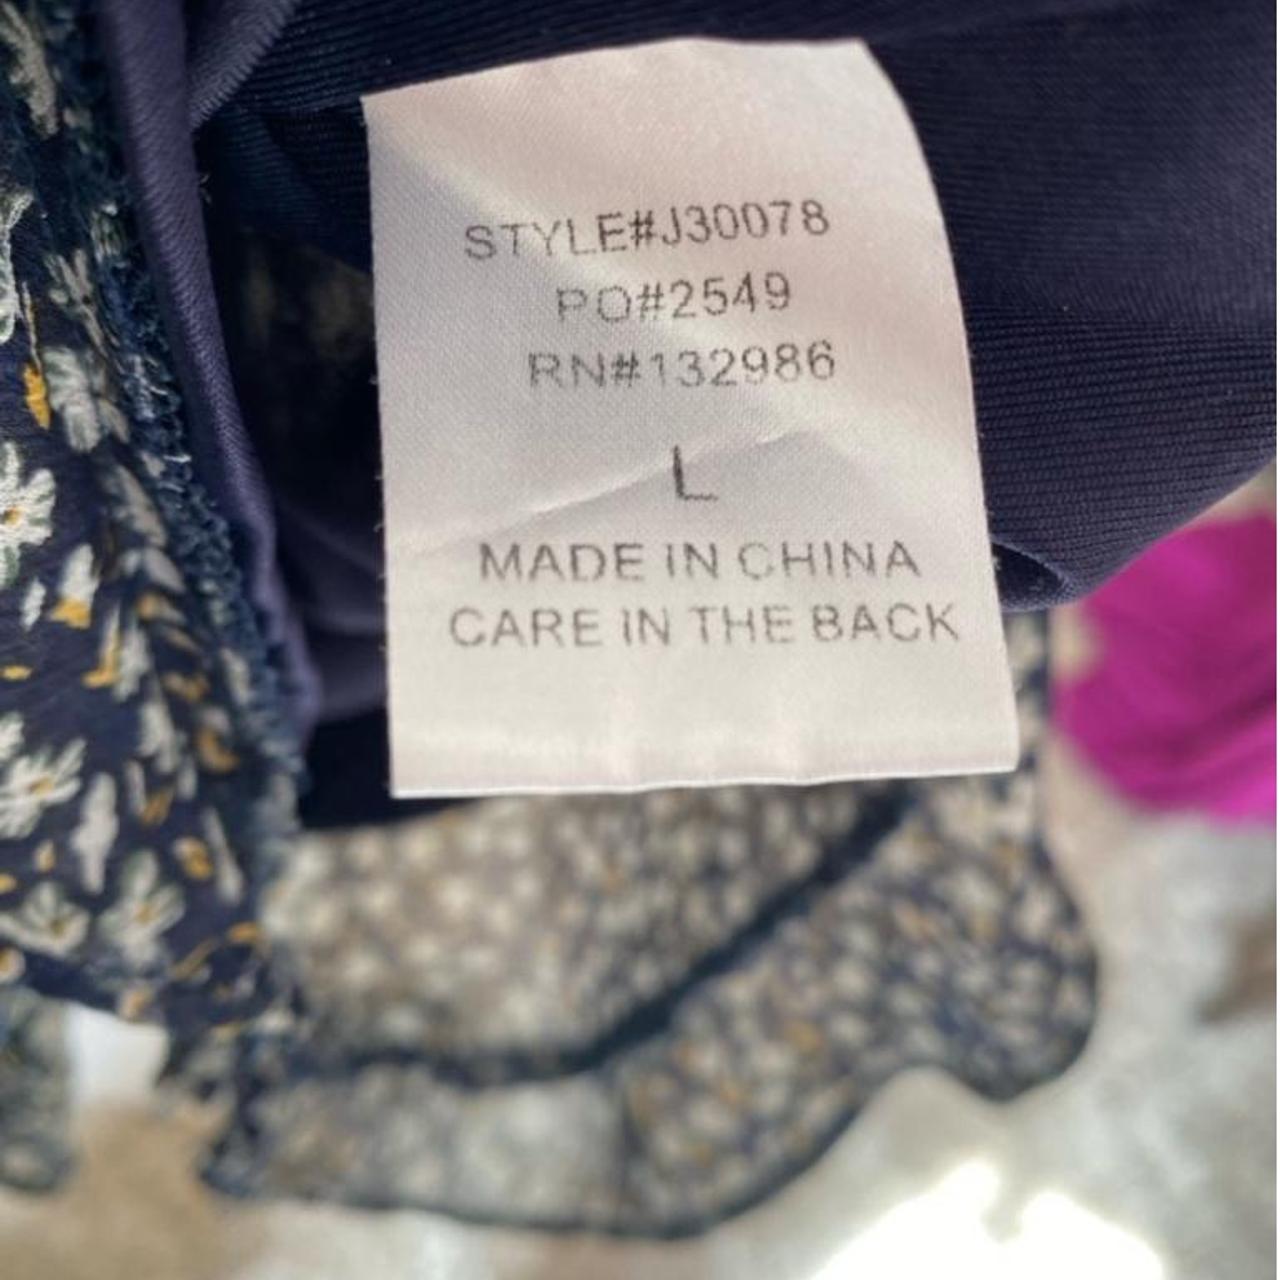 STYLE#J30078
PO#2549
RN#132986
L
MADE IN CHINA
CARE IN THE BACK